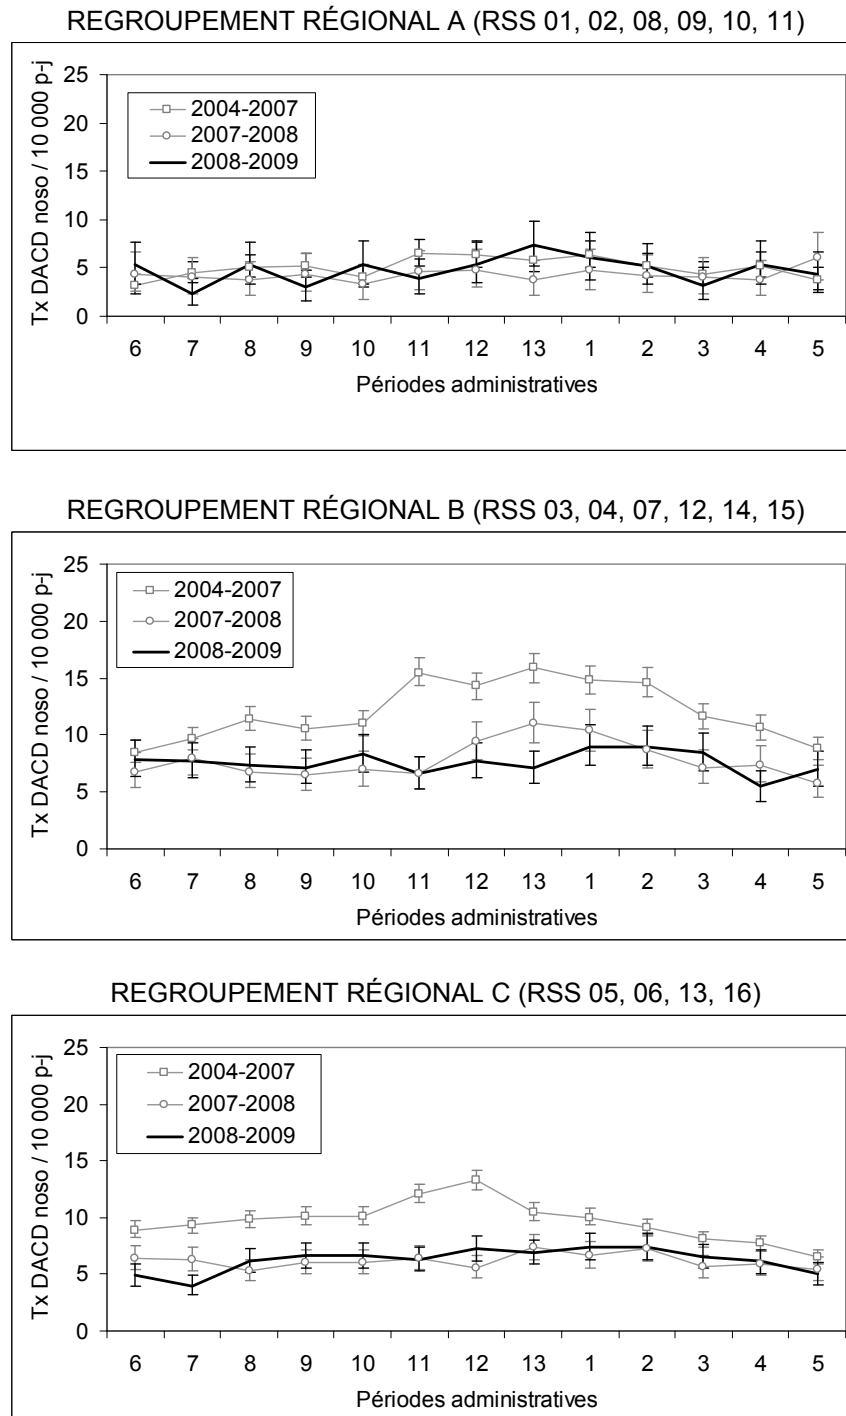 REGROUPEMENT RÉGIONAL A (RSS 01, 02, 08, 09, 10, 11)
Tx DACD noso / 10 000 p-j
25
20
15
10
5
0
2004-2007
2007-2008
2008-2009
6 7 8 9 10 11 12 13 1 2 3 4 5
Périodes administratives
REGROUPEMENT RÉGIONAL B (RSS 03, 04, 07, 12, 14, 15)
Tx DACD noso / 10 000 p-j
25
20
15
10
5
0
2004-2007
2007-2008
2008-2009
6 7 8 9 10 11 12 13 1 2 3 4 5
Périodes administratives
REGROUPEMENT RÉGIONAL C (RSS 05, 06, 13, 16)
Tx DACD noso / 10 000 p-j
25
20
15
10
5
0
2004-2007
2007-2008
2008-2009
6 7 8 9 10 11 12 13 1 2 3 4 5
Périodes administratives